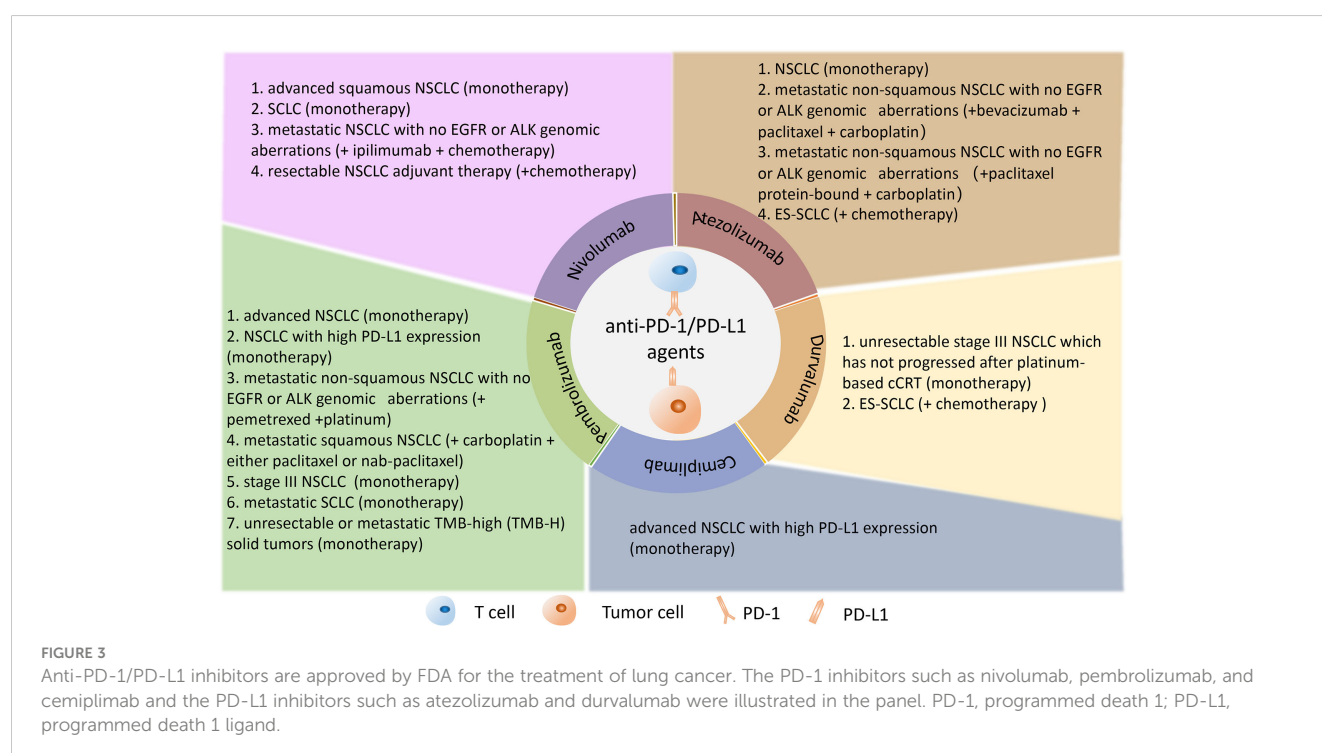 1. advanced squamous NSCLC (monotherapy)
2. SCLC (monotherapy)
3. metastatic NSCLC with no EGFR or ALK genomic
aberrations (+ ipilimumab + chemotherapy)
4. resectable NSCLC adjuvant therapy (+chemotherapy)
1. NSCLC (monotherapy)
2. metastatic non-squamous NSCLC with no EGFR
or ALK genomic aberrations (+bevacizumab +
paclitaxel + carboplatin)
3. metastatic non-squamous NSCLC with no EGFR
or ALK genomic aberrations (+paclitaxel
protein-bound + carboplatin)
4. ES-SCLC (+ chemotherapy)
Nivolumab
Atezolizumab
Pembrolizumab
Durvalumab
Cemiplimab
anti-PD-1/PD-L1
agents
1. advanced NSCLC (monotherapy)
2. NSCLC with high PD-L1 expression
(monotherapy)
3. metastatic non-squamous NSCLC with no
EGFR or ALK genomic aberrations (+
pemetrexed +platinum)
4. metastatic squamous NSCLC (+ carboplatin +
either paclitaxel or nab-paclitaxel)
5. stage III NSCLC (monotherapy)
6. metastatic SCLC (monotherapy)
7. unresectable or metastatic TMB-high (TMB-H)
solid tumors (monotherapy)
1. unresectable stage III NSCLC which
has not progressed after platinum-
based cCRT (monotherapy)
2. ES-SCLC (+ chemotherapy )
advanced NSCLC with high PD-L1 expression
(monotherapy)
T cell
Tumor cell
PD-1
PD-L1
FIGURE 3
Anti-PD-1/PD-L1 inhibitors are approved by FDA for the treatment of lung cancer. The PD-1 inhibitors such as nivolumab, pembrolizumab, and
cemiplimab and the PD-L1 inhibitors such as atezolizumab and durvalumab were illustrated in the panel. PD-1, programmed death 1; PD-L1,
programmed death 1 ligand.